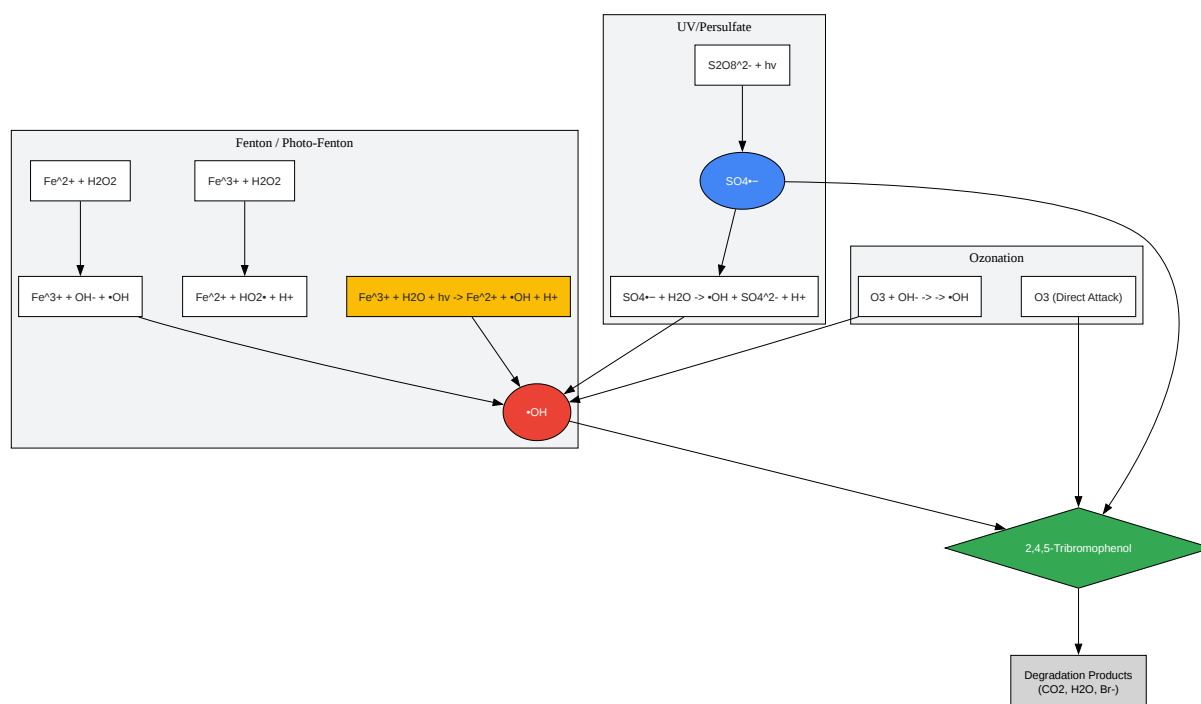 UV/Persulfate
S2O8^2- + hv
Fenton / Photo-Fenton
Fe^2+ + H2O2
Fe^3+ + H2O2
SO4•−
Ozonation
Fe^3+ + OH- + •OH
Fe^2+ + HO2• + H+
Fe^3+ + H2O + hv -> Fe^2+ + •OH + H+
SO4•− + H2O -> •OH + SO4^2- + H+
O3 + OH- -> -> •OH
O3 (Direct Attack)
•OH
2,4,5-Tribromophenol
Degradation Products
(CO2, H2O, Br-)